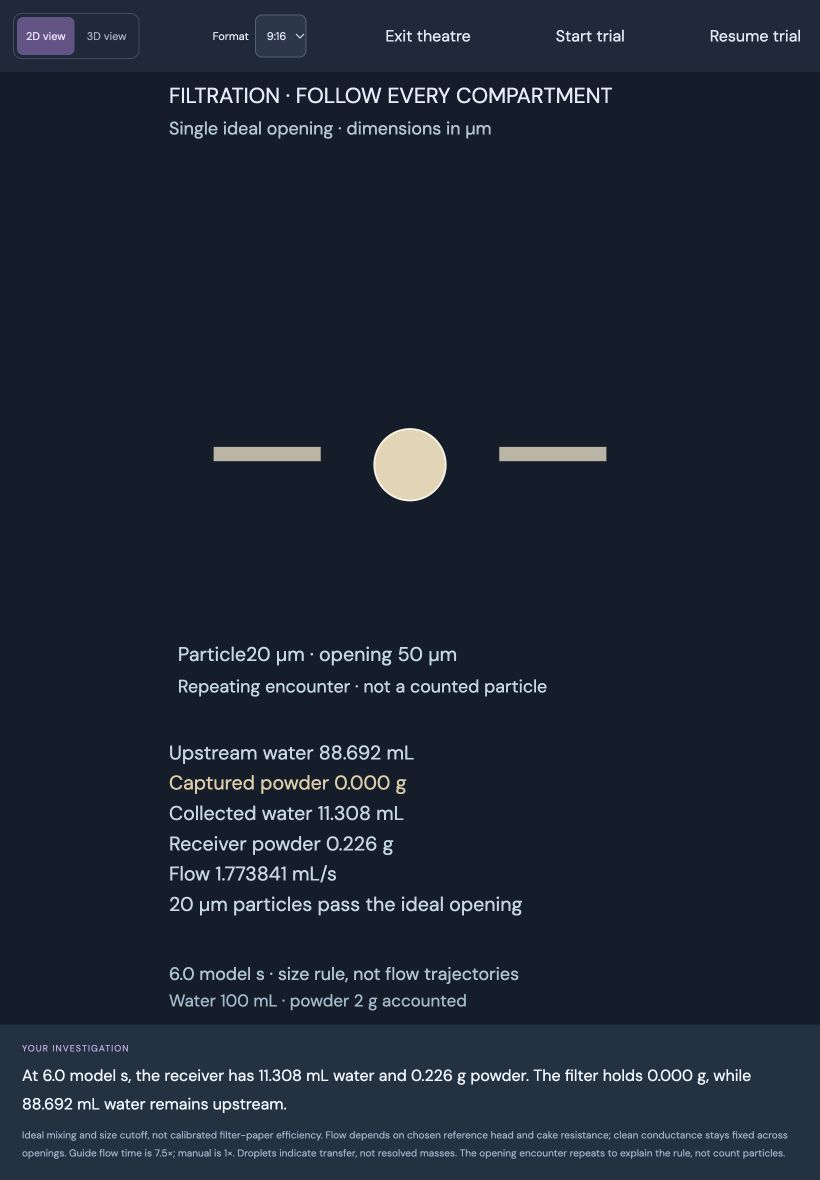 2D view 3D view Format 9:16 Exit theatre Start trial Resume trial
FILTRATION · FOLLOW EVERY COMPARTMENT
Single ideal opening · dimensions in µm
Particle20 µm · opening 50 µm
Repeating encounter · not a counted particle
Upstream water 88.692 mL
Captured powder 0.000 g
Collected water 11.308 mL
Receiver powder 0.226 g
Flow 1.773841 mL/s
20 µm particles pass the ideal opening
6.0 model s · size rule, not flow trajectories
Water 100 mL · powder 2 g accounted
YOUR INVESTIGATION
At 6.0 model s, the receiver has 11.308 mL water and 0.226 g powder. The filter holds 0.000 g, while
88.692 mL water remains upstream.
Ideal mixing and size cutoff, not calibrated filter-paper efficiency. Flow depends on chosen reference head and cake resistance; clean conductance stays fixed across
openings. Guide flow time is 7.5×; manual is 1×. Droplets indicate transfer, not resolved masses. The opening encounter repeats to explain the rule, not count particles.